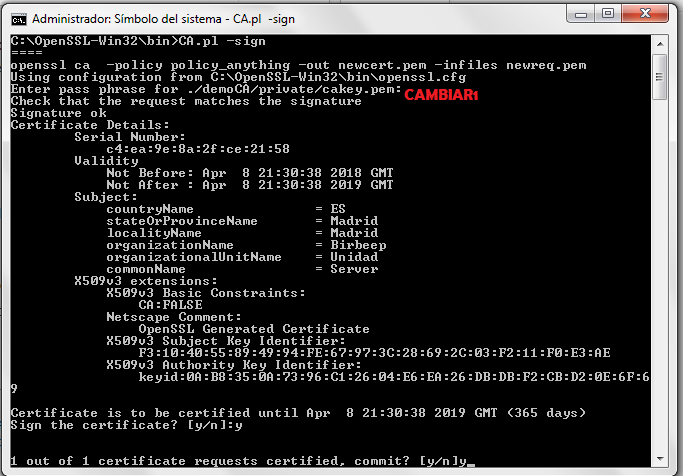 Administrador: Símbolo del sistema - CA.pl -sign
C:\OpenSSL-Win32\bin>CA.pl -sign
====
openssl ca  -policy policy_anything -out newcert.pem -infiles newreq.pem
Using configuration from C:\OpenSSL-Win32\bin\openssl.cfg
Enter pass phrase for ./demoCA/private/cakey.pem: CAMBIAR1
Check that the request matches the signature
Signature ok
Certificate Details:
Serial Number:
c4:ea:9e:8a:2f:ce:21:58
Validity
Not Before: Apr  8 21:30:38 2018 GMT
Not After : Apr  8 21:30:38 2019 GMT
Subject:
countryName = ES
stateOrProvinceName = Madrid
localityName = Madrid
organizationName = Birbeep
organizationalUnitName = Unidad
commonName = Server
X509v3 extensions:
X509v3 Basic Constraints:
CA:FALSE
Netscape Comment:
OpenSSL Generated Certificate
X509v3 Subject Key Identifier:
F3:10:40:55:89:49:94:FE:67:97:3C:28:69:2C:03:F2:11:F0:E3:AE
X509v3 Authority Key Identifier:
keyid:0A:B8:35:0A:73:96:C1:26:04:E6:EA:26:DB:DB:F2:CB:D2:0E:6F:6
9
Certificate is to be certified until Apr  8 21:30:38 2019 GMT (365 days)
Sign the certificate? [y/n]:y
1 out of 1 certificate requests certified, commit? [y/n]y_